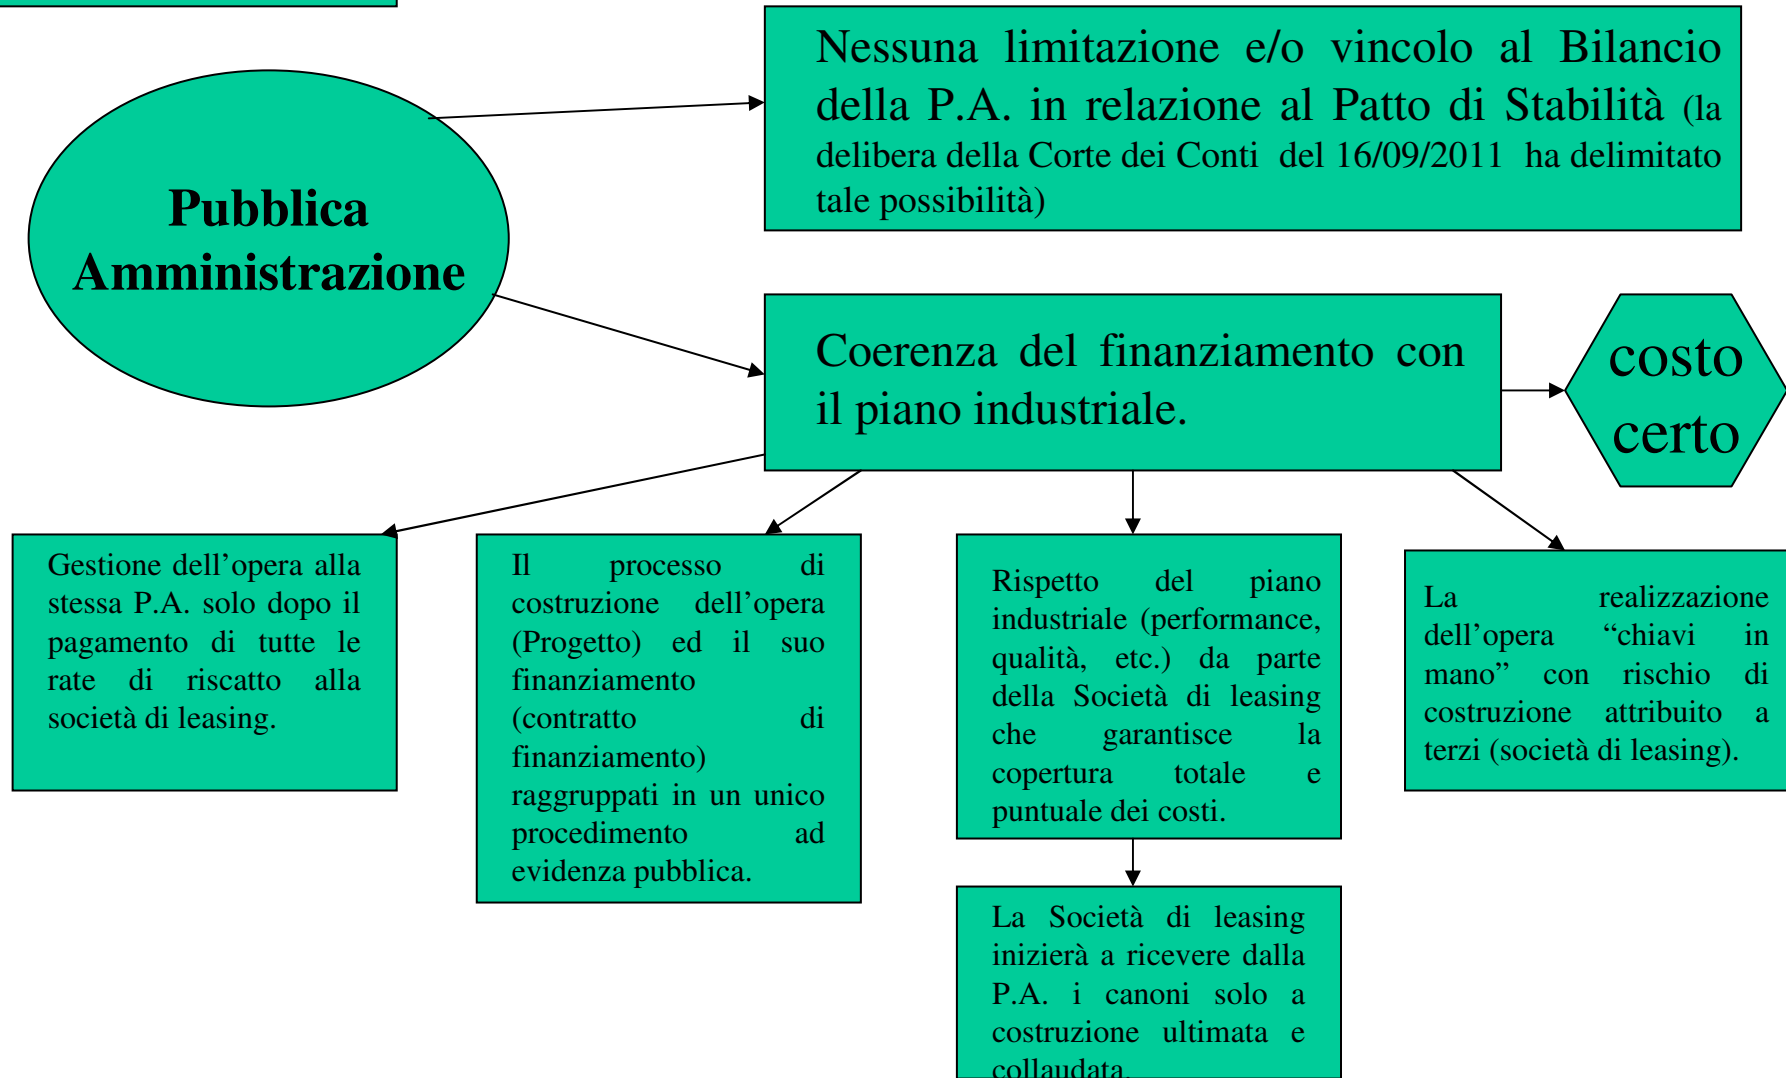 Nessuna limitazione e/o vincolo al Bilancio
della P.A. in relazione al Patto di Stabilità (la
delibera della Corte dei Conti del 16/09/2011 ha delimitato
tale possibilità)
Pubblica
Amministrazione
Coerenza del finanziamento con
il piano industriale.
costo
certo
Gestione dell’opera alla
stessa P.A. solo dopo il
pagamento di tutte le
rate di riscatto alla
società di leasing.
Il processo di
costruzione dell’opera
(Progetto) ed il suo
finanziamento
(contratto di
finanziamento)
raggruppati in un unico
procedimento ad
evidenza pubblica.
Rispetto del piano
industriale (performance,
qualità, etc.) da parte
della Società di leasing
che garantisce la
copertura totale e
puntuale dei costi.
La realizzazione
dell’opera “chiavi in
mano” con rischio di
costruzione attribuito a
terzi (società di leasing).
La Società di leasing
inizierà a ricevere dalla
P.A. i canoni solo a
costruzione ultimata e
collaudata.